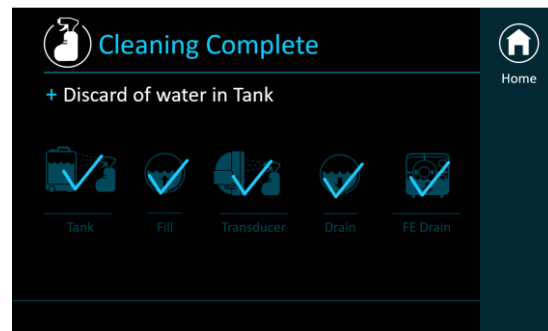 Cleaning Complete
Home
+ Discard of water in Tank
Tank
Fill
Transducer
Drain
FE Drain